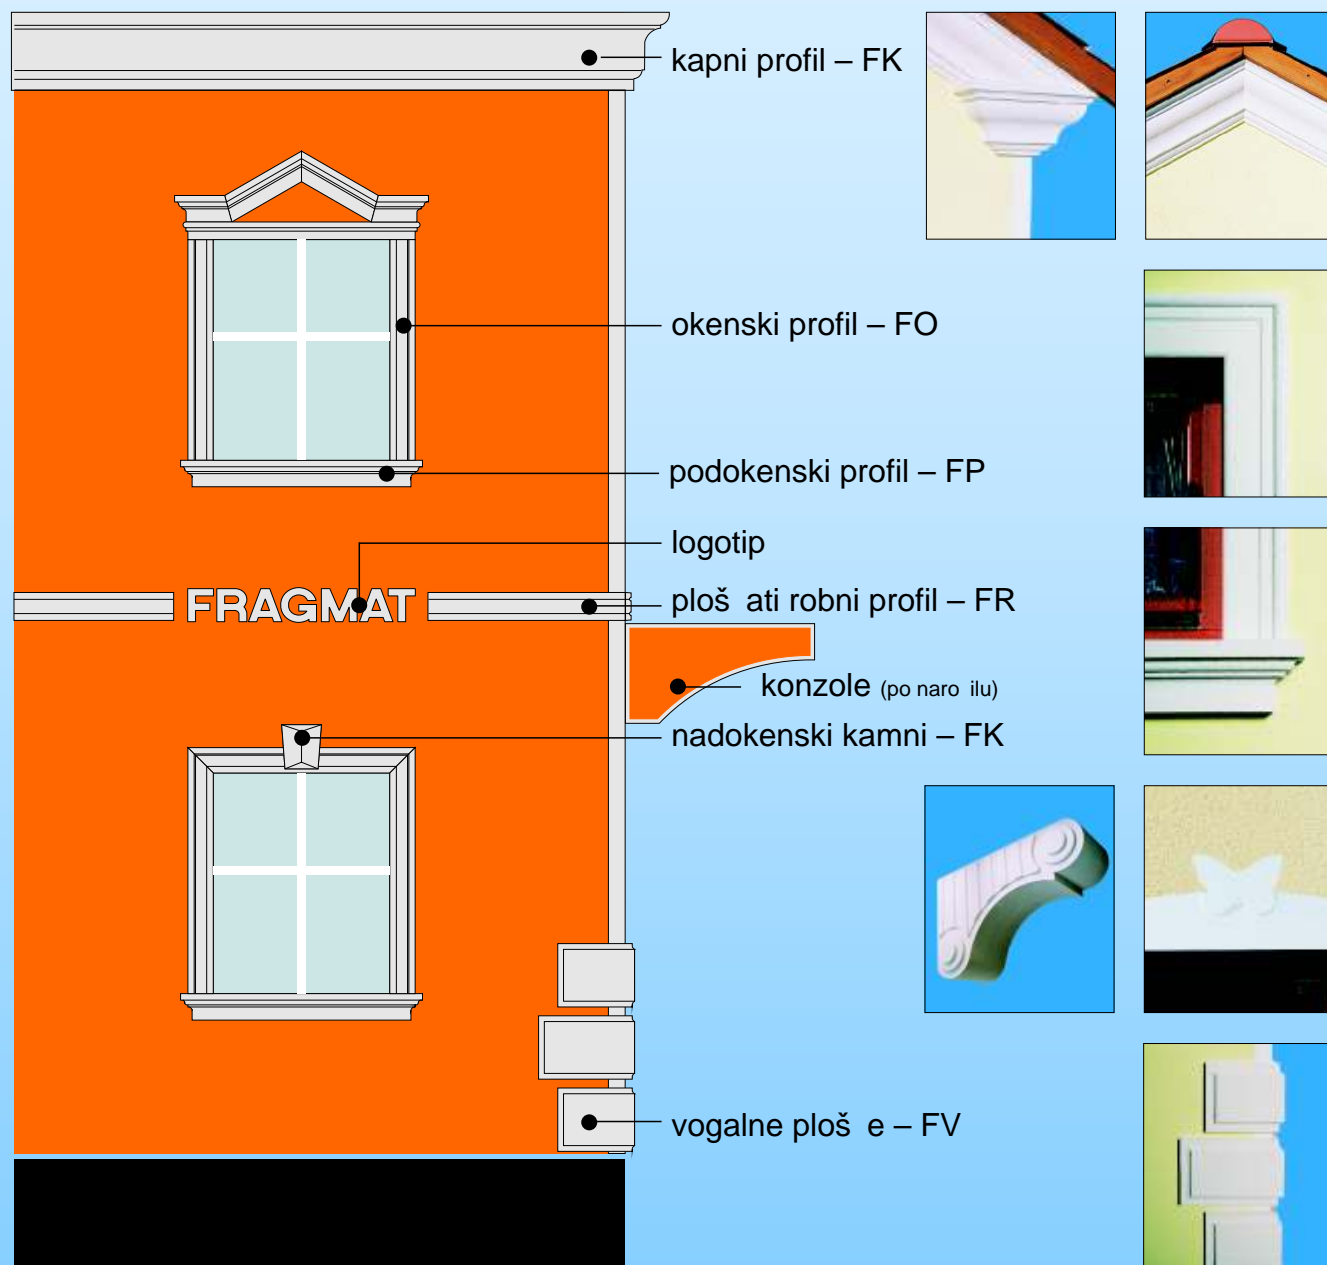 kapni profil – FK
okenski profil – FO
podokenski profil – FP
logotip
FRAGMAT
ploš ati robni profil – FR
konzole (po naro ilu)
nadokenski kamni – FK
vogalne ploš e – FV